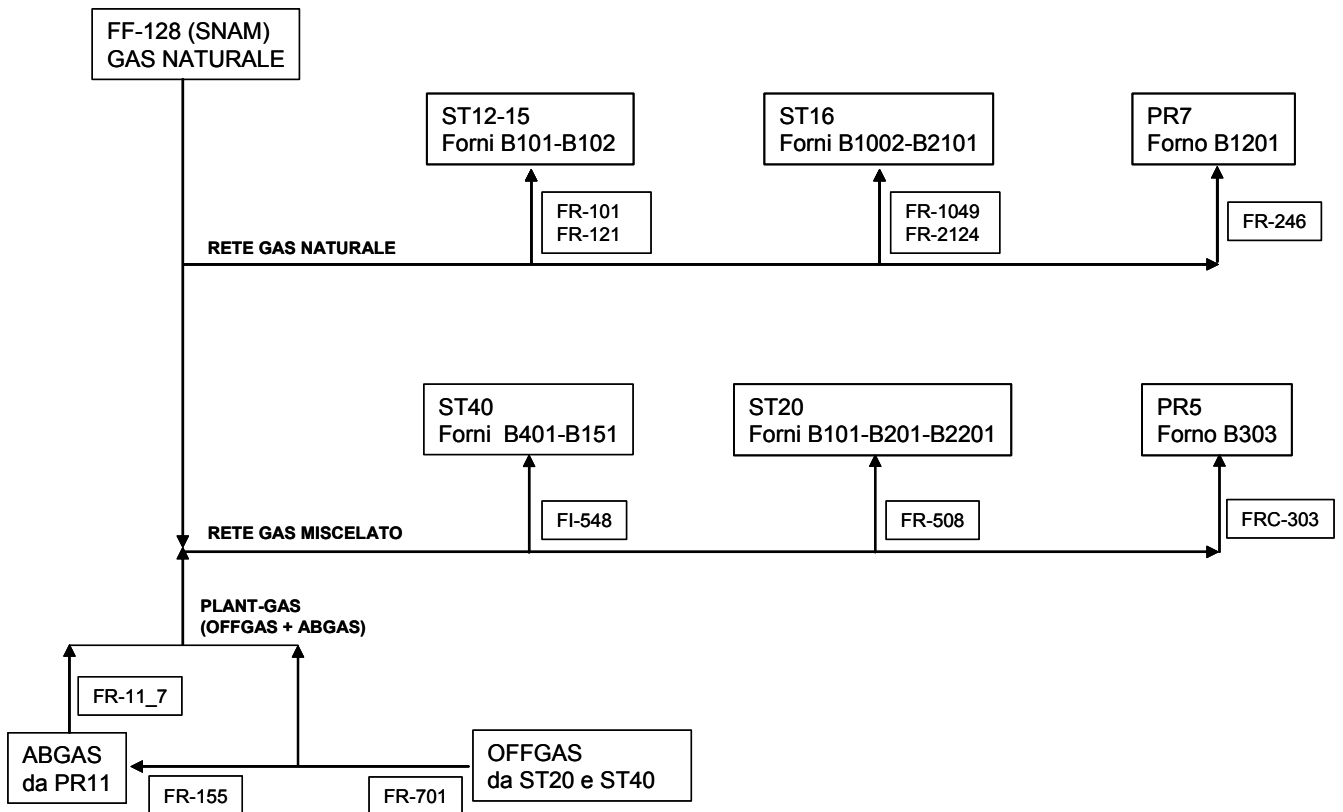 FF-128 (SNAM)
GAS NATURALE
ST12-15
Forni B101-B102
ST16
Forni B1002-B2101
PR7
Forno B1201
FR-101
FR-121
FR-1049
FR-2124
FR-246
RETE GAS NATURALE
ST40
Forni B401-B151
ST20
Forni B101-B201-B2201
PR5
Forno B303
FI-548
FR-508
FRC-303
RETE GAS MISCELATO
PLANT-GAS
(OFFGAS + ABGAS)
FR-11_7
ABGAS
da PR11
OFFGAS
da ST20 e ST40
FR-155
FR-701